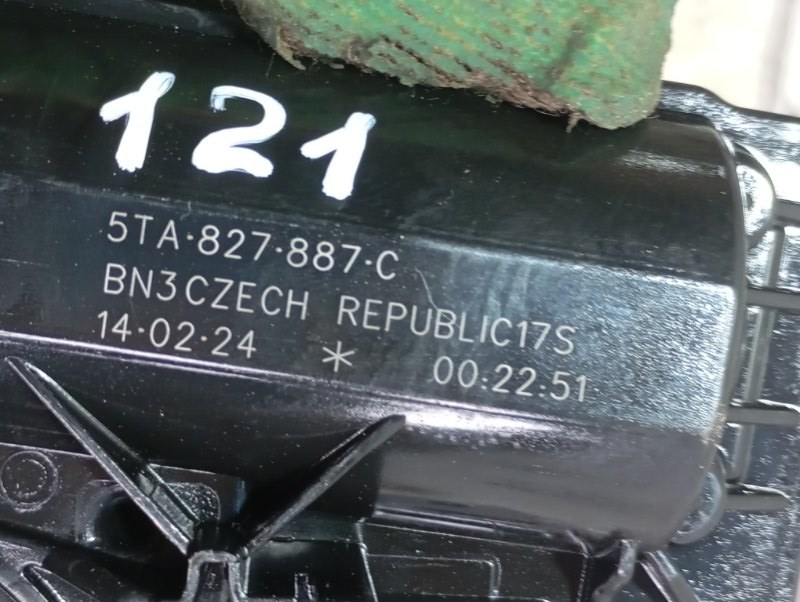 121
5TA·827·887·C
BN3CZECH REPUBLIC17S
14·02·24 * 00:22:51